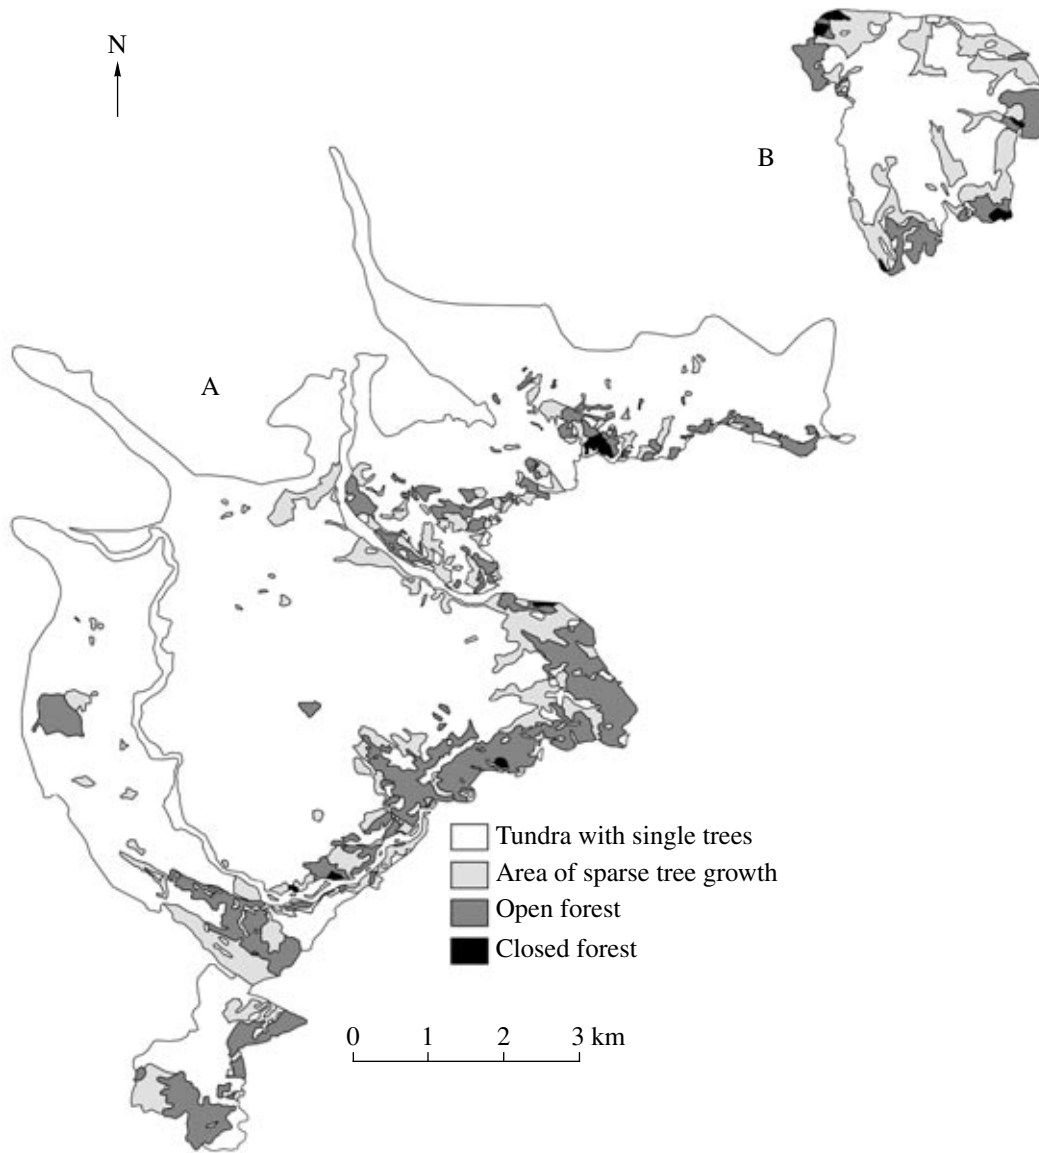 N
B
A
Tundra with single trees
Area of sparse tree growth
Open forest
Closed forest
0 1 2 3 km